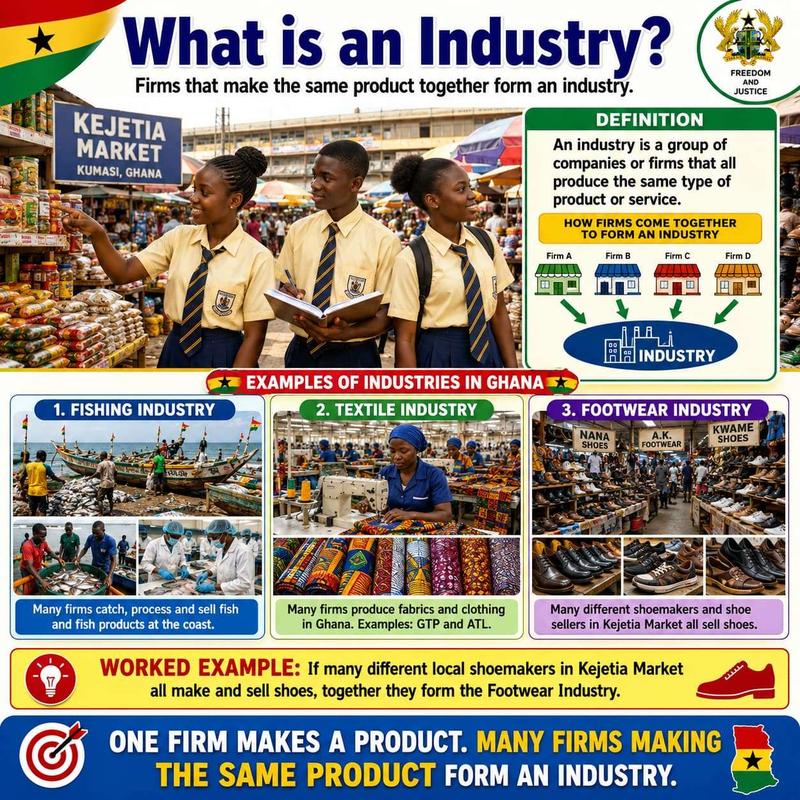 What is an Industry?
Firms that make the same product together form an industry.
FREEDOM
AND
JUSTICE
KEJETIA
MARKET
KUMASI, GHANA
DEFINITION
An industry is a group of
companies or firms that all
produce the same type of
product or service.
HOW FIRMS COME TOGETHER
TO FORM AN INDUSTRY
Firm A
Firm B
Firm C
Firm D
INDUSTRY
EXAMPLES OF INDUSTRIES IN GHANA
1. FISHING INDUSTRY
Many firms catch, process and sell fish
and fish products at the coast.
2. TEXTILE INDUSTRY
Many firms produce fabrics and clothing
in Ghana. Examples: GTP and ATL.
3. FOOTWEAR INDUSTRY
NANA
SHOES
A.K.
FOOTWEAR
KWAME
SHOES
Many different shoemakers and shoe
sellers in Kejetia Market all sell shoes.
WORKED EXAMPLE: If many different local shoemakers in Kejetia Market
all make and sell shoes, together they form the Footwear Industry.
ONE FIRM MAKES A PRODUCT. MANY FIRMS MAKING
THE SAME PRODUCT FORM AN INDUSTRY.